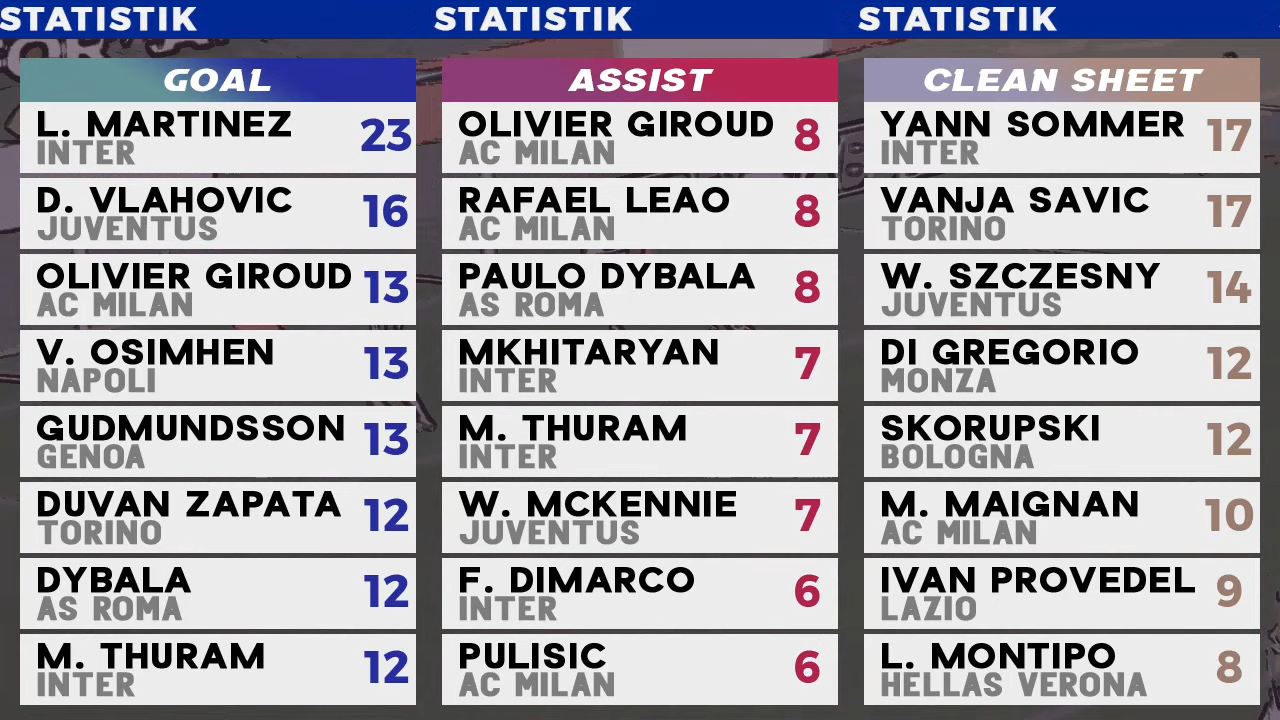 STATISTIK
STATISTIK
STATISTIK
GOAL
L. MARTINEZ 23
INTER
D. VLAHOVIC 16
JUVENTUS
OLIVIER GIROUD 13
AC MILAN
V. OSIMHEN 13
NAPOLI
GUDMUNDSSON 13
GENOA
DUVAN ZAPATA 12
TORINO
DYBALA 12
AS ROMA
M. THURAM 12
INTER
ASSIST
OLIVIER GIROUD 8
AC MILAN
RAFAEL LEAO 8
AC MILAN
PAULO DYBALA 8
AS ROMA
MKHITARYAN 7
INTER
M. THURAM 7
INTER
W. MCKENNIE 7
JUVENTUS
F. DIMARCO 6
INTER
PULISIC 6
AC MILAN
CLEAN SHEET
YANN SOMMER 17
INTER
VANJA SAVIC 17
TORINO
W. SZCZESNY 14
JUVENTUS
DI GREGORIO 12
MONZA
SKORUPSKI 12
BOLOGNA
M. MAIGNAN 10
AC MILAN
IVAN PROVEDEL 9
LAZIO
L. MONTIPO 8
HELLAS VERONA